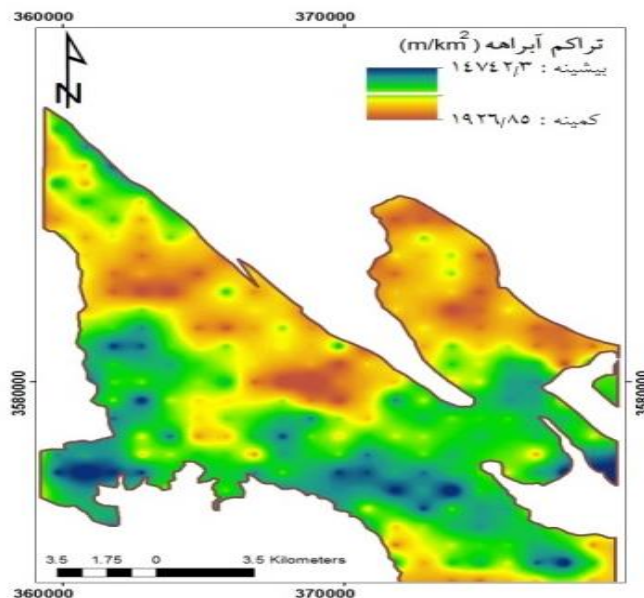 360000 370000
تراکم آبراهه (m/km²)
بیشینه : ۱۴۷۴۲٫۳
کمینه : ۱۹۲۶٫۸۵
N
3580000 3580000
3.5 1.75 0 3.5 Kilometers
360000 370000